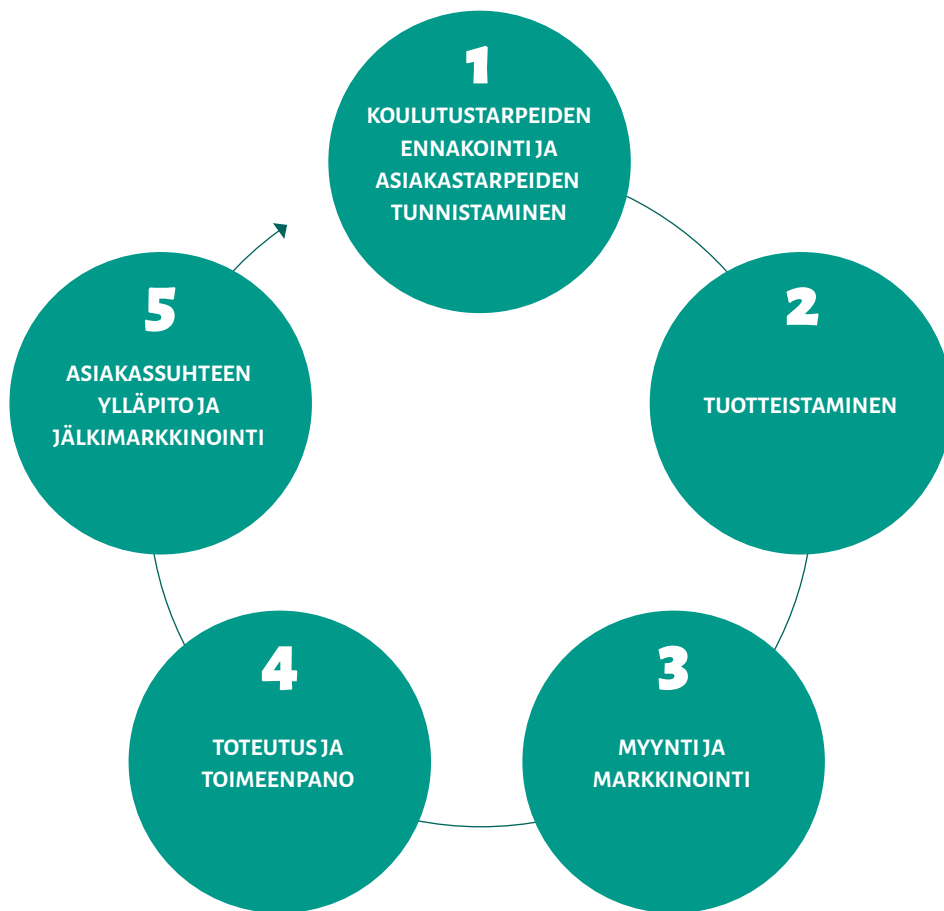 1
KOULUTUSTARPEIDEN
ENNAKOINTI JA
ASIAKASTARPEIDEN
TUNNISTAMINEN
2
TUOTTEISTAMINEN
3
MYYNTI JA
MARKKINOINTI
4
TOTEUTUS JA
TOIMEENPANO
5
ASIAKASSUHTEEN
YLLÄPITO JA
JÄLKIMARKKINOINTI